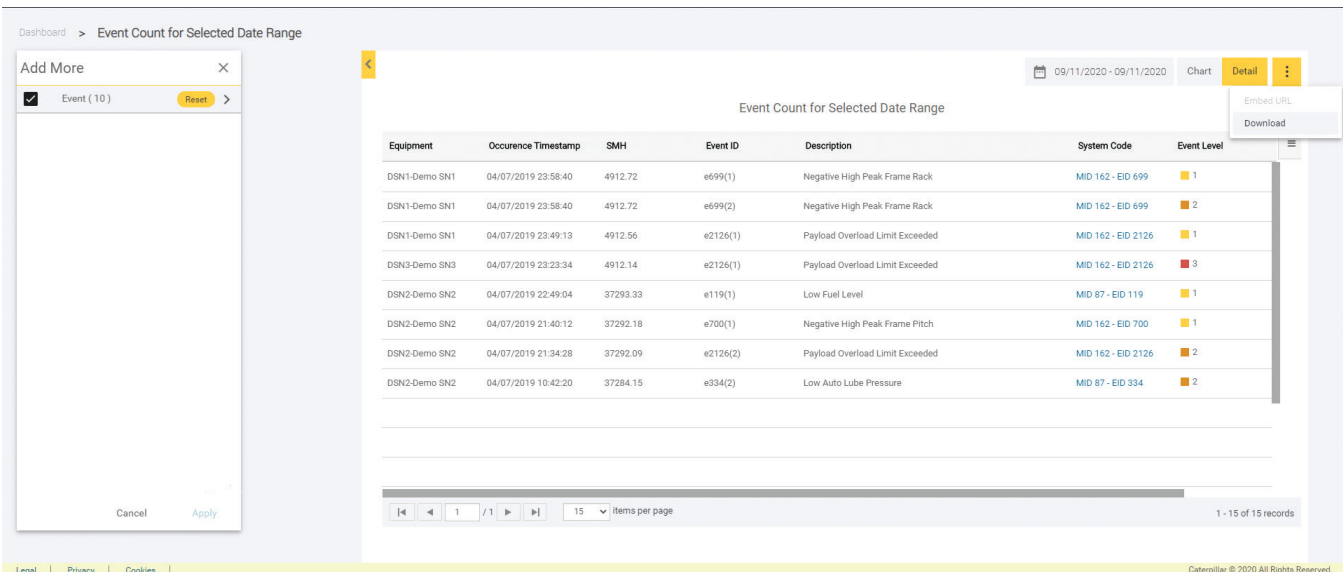 Dashboard > Event Count for Selected Date Range
Add More
Event ( 10 ) Reset
Cancel Apply
09/11/2020 - 09/11/2020 Chart Detail
Embed URL
Download
Event Count for Selected Date Range
Equipment Occurence Timestamp SMH Event ID Description System Code Event Level
DSN1-Demo SN1 04/07/2019 23:58:40 4912.72 e699(1) Negative High Peak Frame Rack MID 162 - EID 699 1
DSN1-Demo SN1 04/07/2019 23:58:40 4912.72 e699(2) Negative High Peak Frame Rack MID 162 - EID 699 2
DSN1-Demo SN1 04/07/2019 23:49:13 4912.56 e2126(1) Payload Overload Limit Exceeded MID 162 - EID 2126 1
DSN3-Demo SN3 04/07/2019 23:23:34 4912.14 e2126(1) Payload Overload Limit Exceeded MID 162 - EID 2126 3
DSN2-Demo SN2 04/07/2019 22:49:04 37293.33 e119(1) Low Fuel Level MID 87 - EID 119 1
DSN2-Demo SN2 04/07/2019 21:40:12 37292.18 e700(1) Negative High Peak Frame Pitch MID 162 - EID 700 1
DSN2-Demo SN2 04/07/2019 21:34:28 37292.09 e2126(2) Payload Overload Limit Exceeded MID 162 - EID 2126 2
DSN2-Demo SN2 04/07/2019 10:42:20 37284.15 e334(2) Low Auto Lube Pressure MID 87 - EID 334 2
1 / 1 15 items per page 1 - 15 of 15 records
Legal | Privacy | Cookies | Caterpillar © 2020 All Rights Reserved.